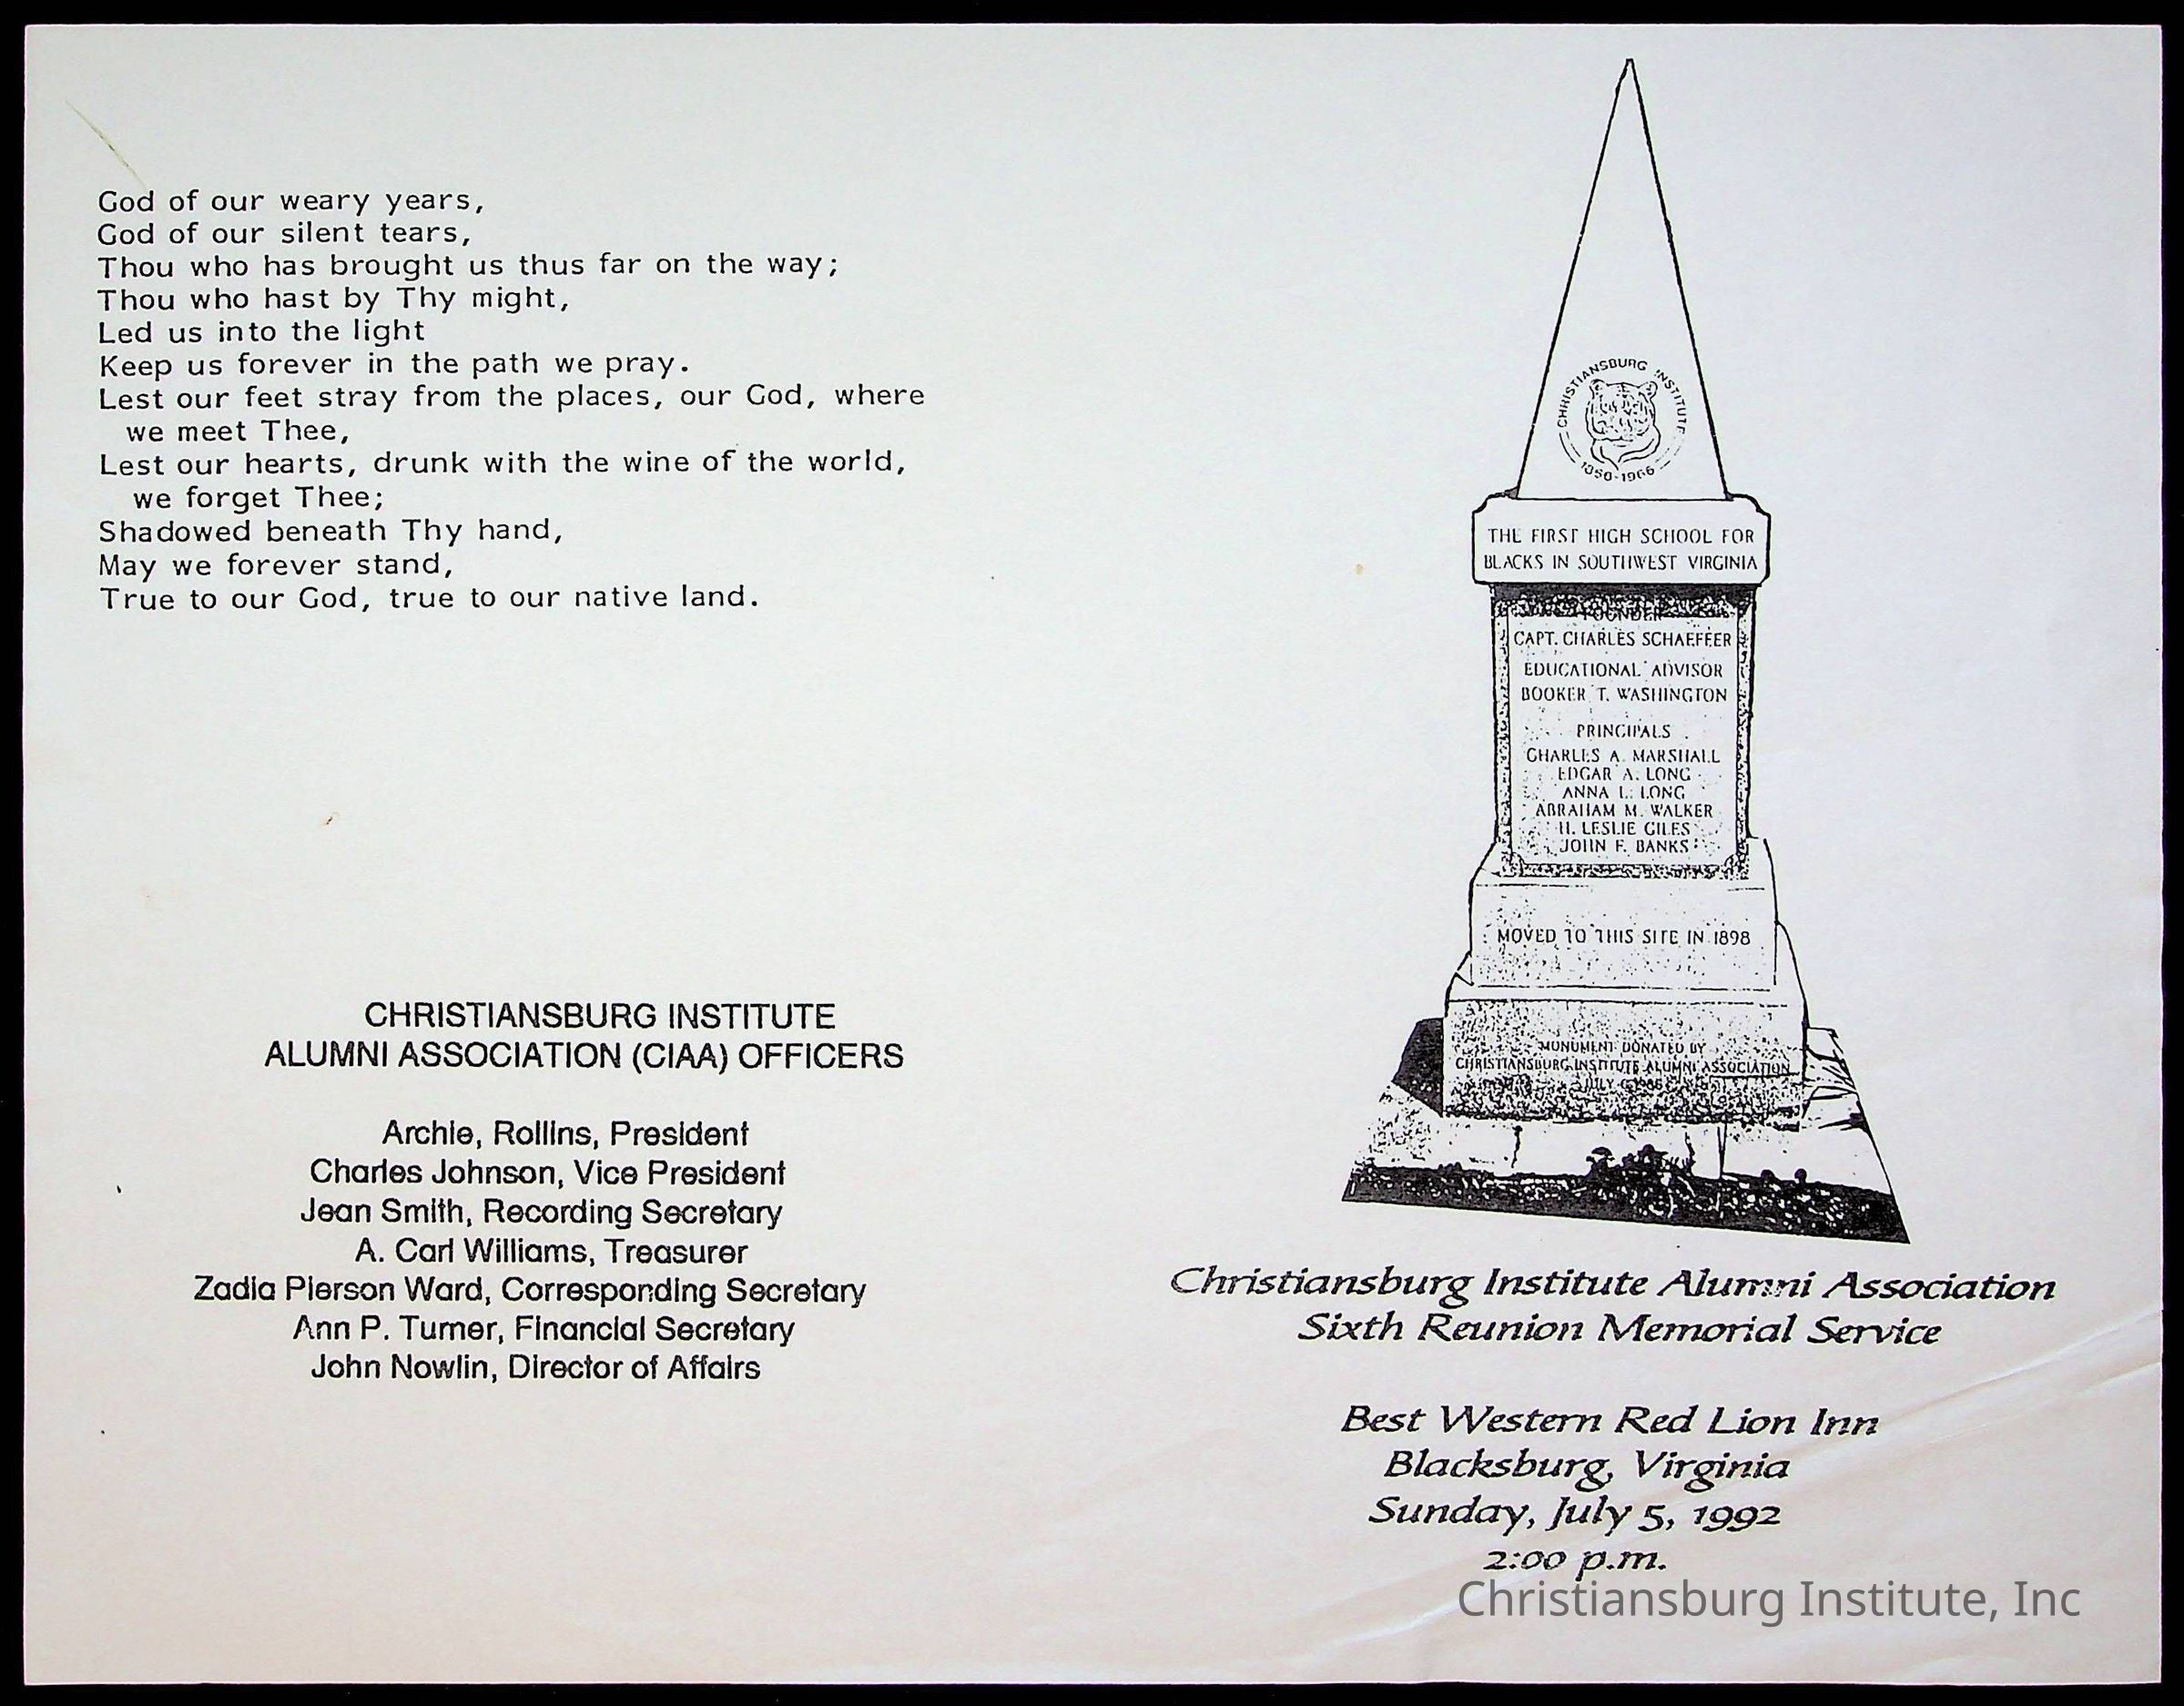 God of our weary years,
God of our silent tears,
Thou who has brought us thus far on the way;
Thou who hast by Thy might,
Led us into the light
Keep us forever in the path we pray.
Lest our feet stray from the places, our God, where
we meet Thee,
Lest our hearts, drunk with the wine of the world,
we forget Thee;
Shadowed beneath Thy hand,
May we forever stand,
True to our God, true to our native land.
CHRISTIANSBURG INSTITUTE
ALUMNI ASSOCIATION (CIAA) OFFICERS
Archie, Rollins, President
Charles Johnson, Vice President
Jean Smith, Recording Secretary
A. Carl Williams, Treasurer
Zadia Pierson Ward, Corresponding Secretary
Ann P. Turner, Financial Secretary
John Nowlin, Director of Affairs
CHRISTIANSBURG INSTITUTE
-1966
THE FIRST HIGH SCHOOL FOR
BLACKS IN SOUTHWEST VIRGINIA
FOUNDER
CAPT. CHARLES SCHAEFFER
EDUCATIONAL ADVISOR
BOOKER T. WASHINGTON
PRINCIPALS
CHARLES A. MARSHALL
EDGAR A. LONG
ANNA L. LONG
ABRAHAM M. WALKER
H. LESLIE GILES
JOHN F. BANKS
MOVED TO THIS SITE IN 1898
MONUMENT DONATED BY
CHRISTIANSBURG INSTITUTE ALUMNI ASSOCIATION
JULY
Christiansburg Institute Alumni Association
Sixth Reunion Memorial Service
Best Western Red Lion Inn
Blacksburg, Virginia
Sunday, July 5, 1992
2:00 p.m.
Christiansburg Institute, Inc